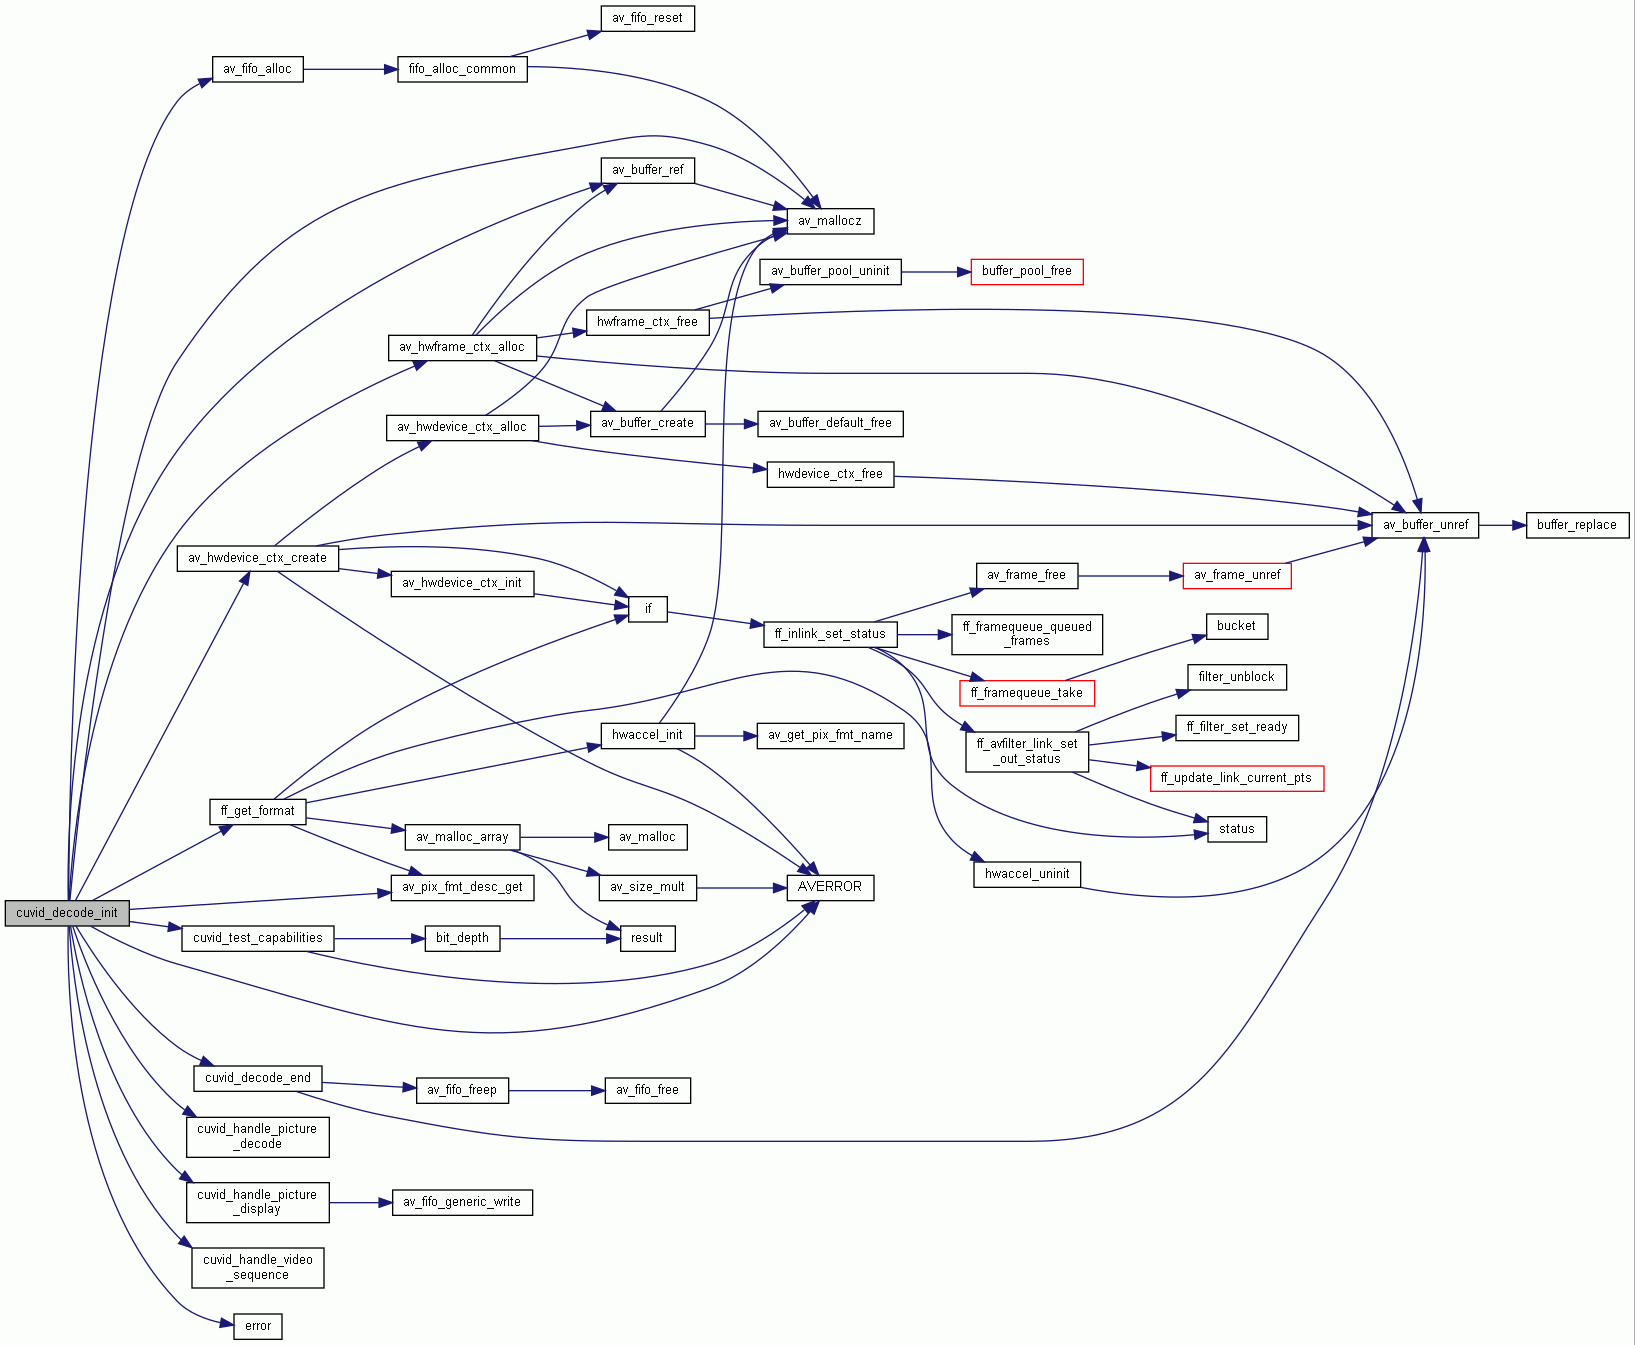 av_fifo_reset
av_fifo_alloc
fifo_alloc_common
av_buffer_ref
av_mallocz
av_buffer_pool_uninit
buffer_pool_free
hwframe_ctx_free
av_hwframe_ctx_alloc
av_hwdevice_ctx_alloc
av_buffer_create
av_buffer_default_free
hwdevice_ctx_free
av_buffer_unref
buffer_replace
av_hwdevice_ctx_create
av_hwdevice_ctx_init
av_frame_free
av_frame_unref
if
ff_inlink_set_status
ff_framequeue_queued
_frames
bucket
ff_framequeue_take
filter_unblock
hwaccel_init
av_get_pix_fmt_name
ff_avfilter_link_set
_out_status
ff_filter_set_ready
ff_update_link_current_pts
ff_get_format
av_malloc_array
av_malloc
status
av_pix_fmt_desc_get
av_size_mult
AVERROR
hwaccel_uninit
cuvid_decode_init
cuvid_test_capabilities
bit_depth
result
cuvid_decode_end
av_fifo_freep
av_fifo_free
cuvid_handle_picture
_decode
cuvid_handle_picture
_display
av_fifo_generic_write
cuvid_handle_video
_sequence
error